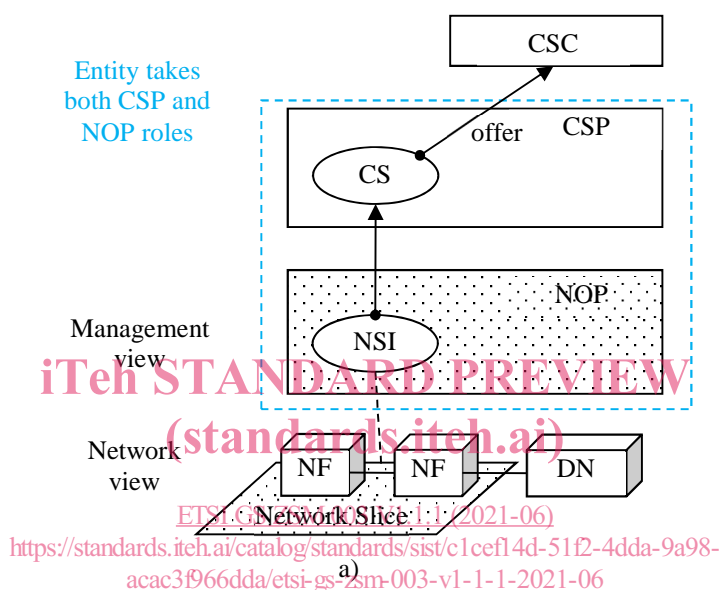 CSC
Entity takes
both CSP and
NOP roles
offer
CSP
CS
NOP
Management
view
NSI
iTeh STANDARD PREVIEW
(standards.iteh.ai)
Network
view
NF
NF
DN
Network Slice
ETSI GS ZSM 003 V1.1.1 (2021-06)
https://standards.iteh.ai/catalog/standards/sist/c1cef14d-51f2-4dda-9a98-
a)
acac3f966dda/etsi-gs-zsm-003-v1-1-1-2021-06